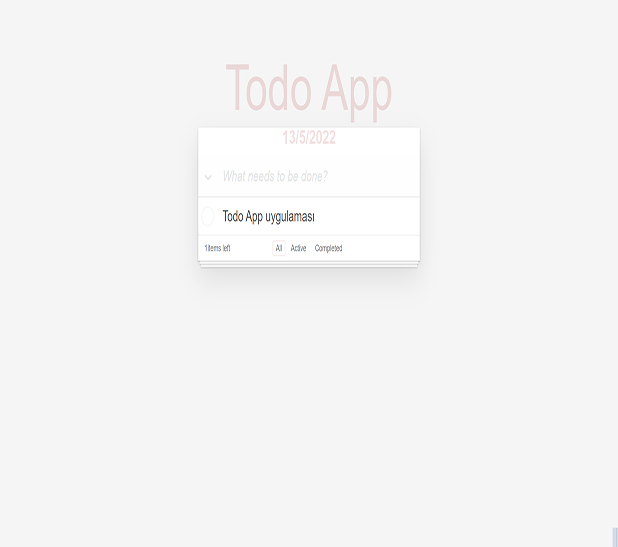 Todo App
13/5/2022
What needs to be done?
Todo App uygulaması
1items left All Active Completed